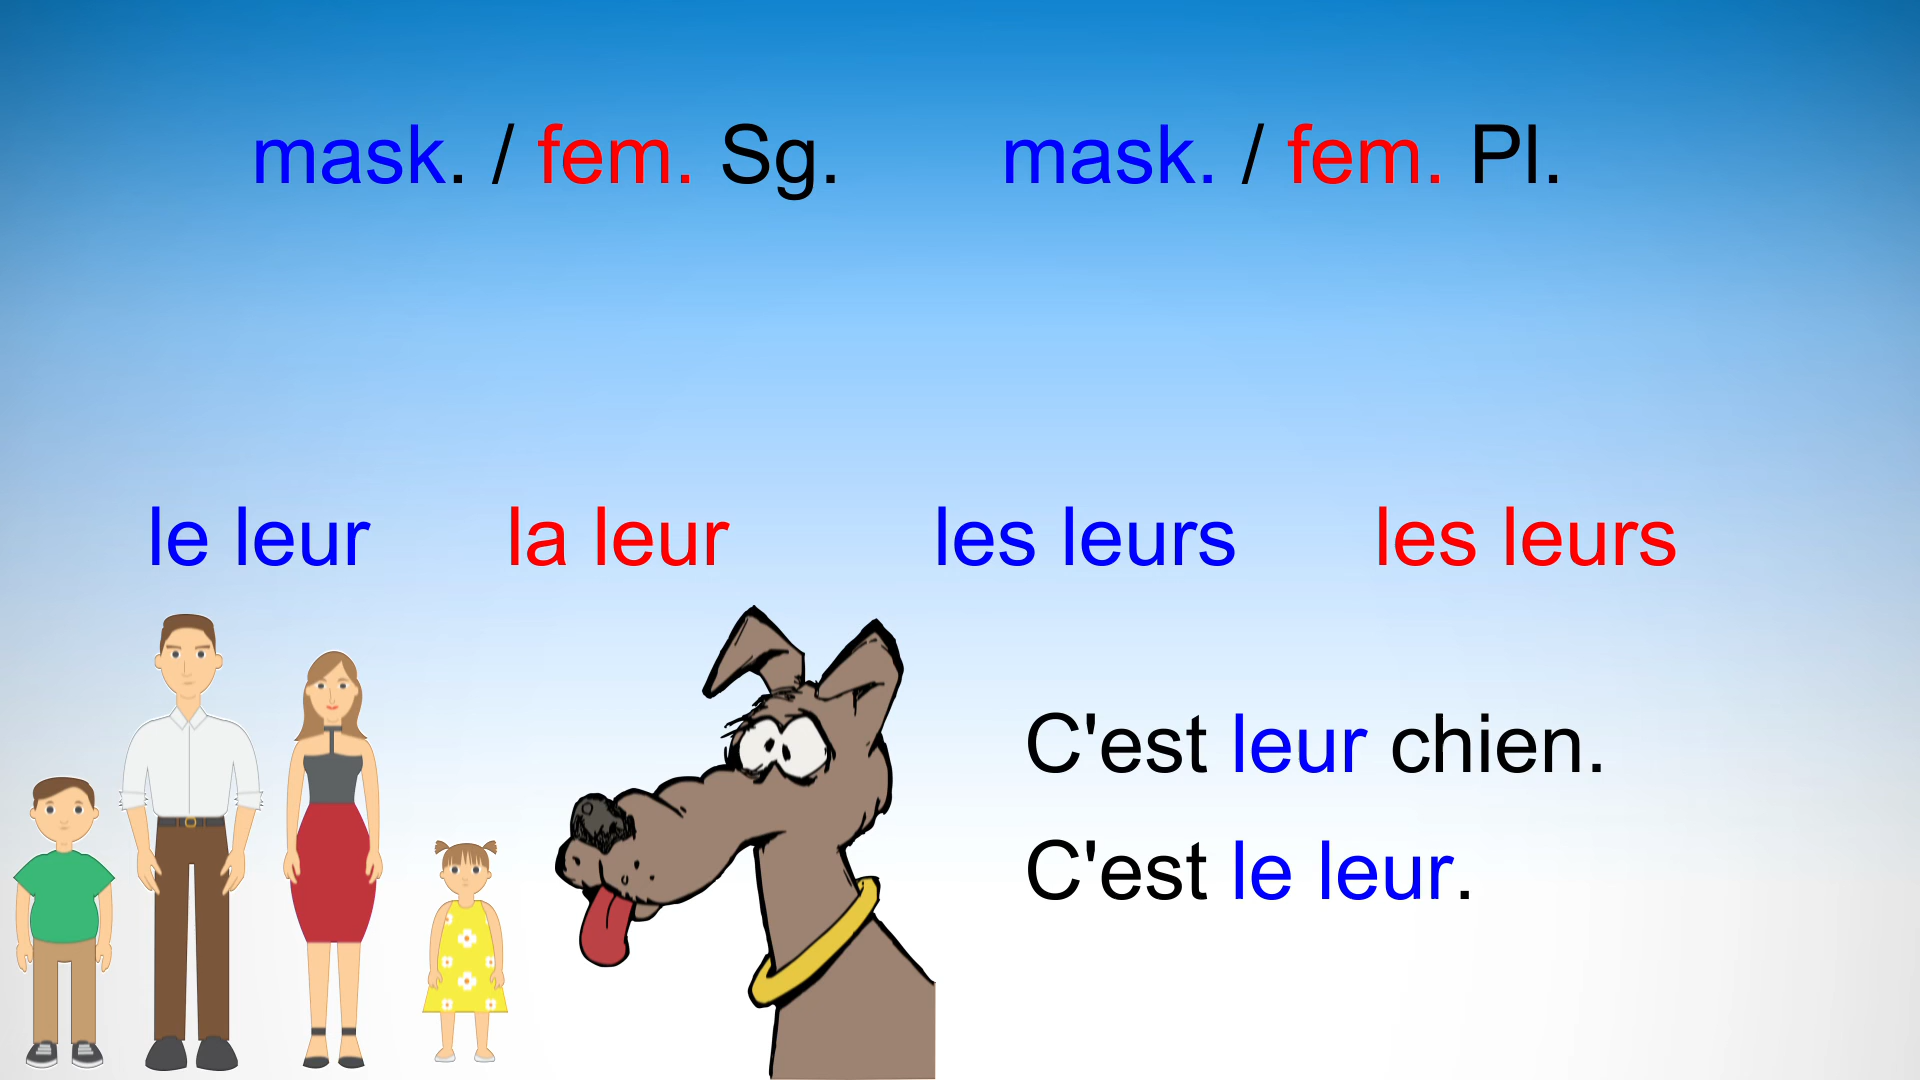 mask. / fem. Sg. mask. / fem. Pl.
le leur la leur les leurs les leurs
C'est leur chien.
C'est le leur.